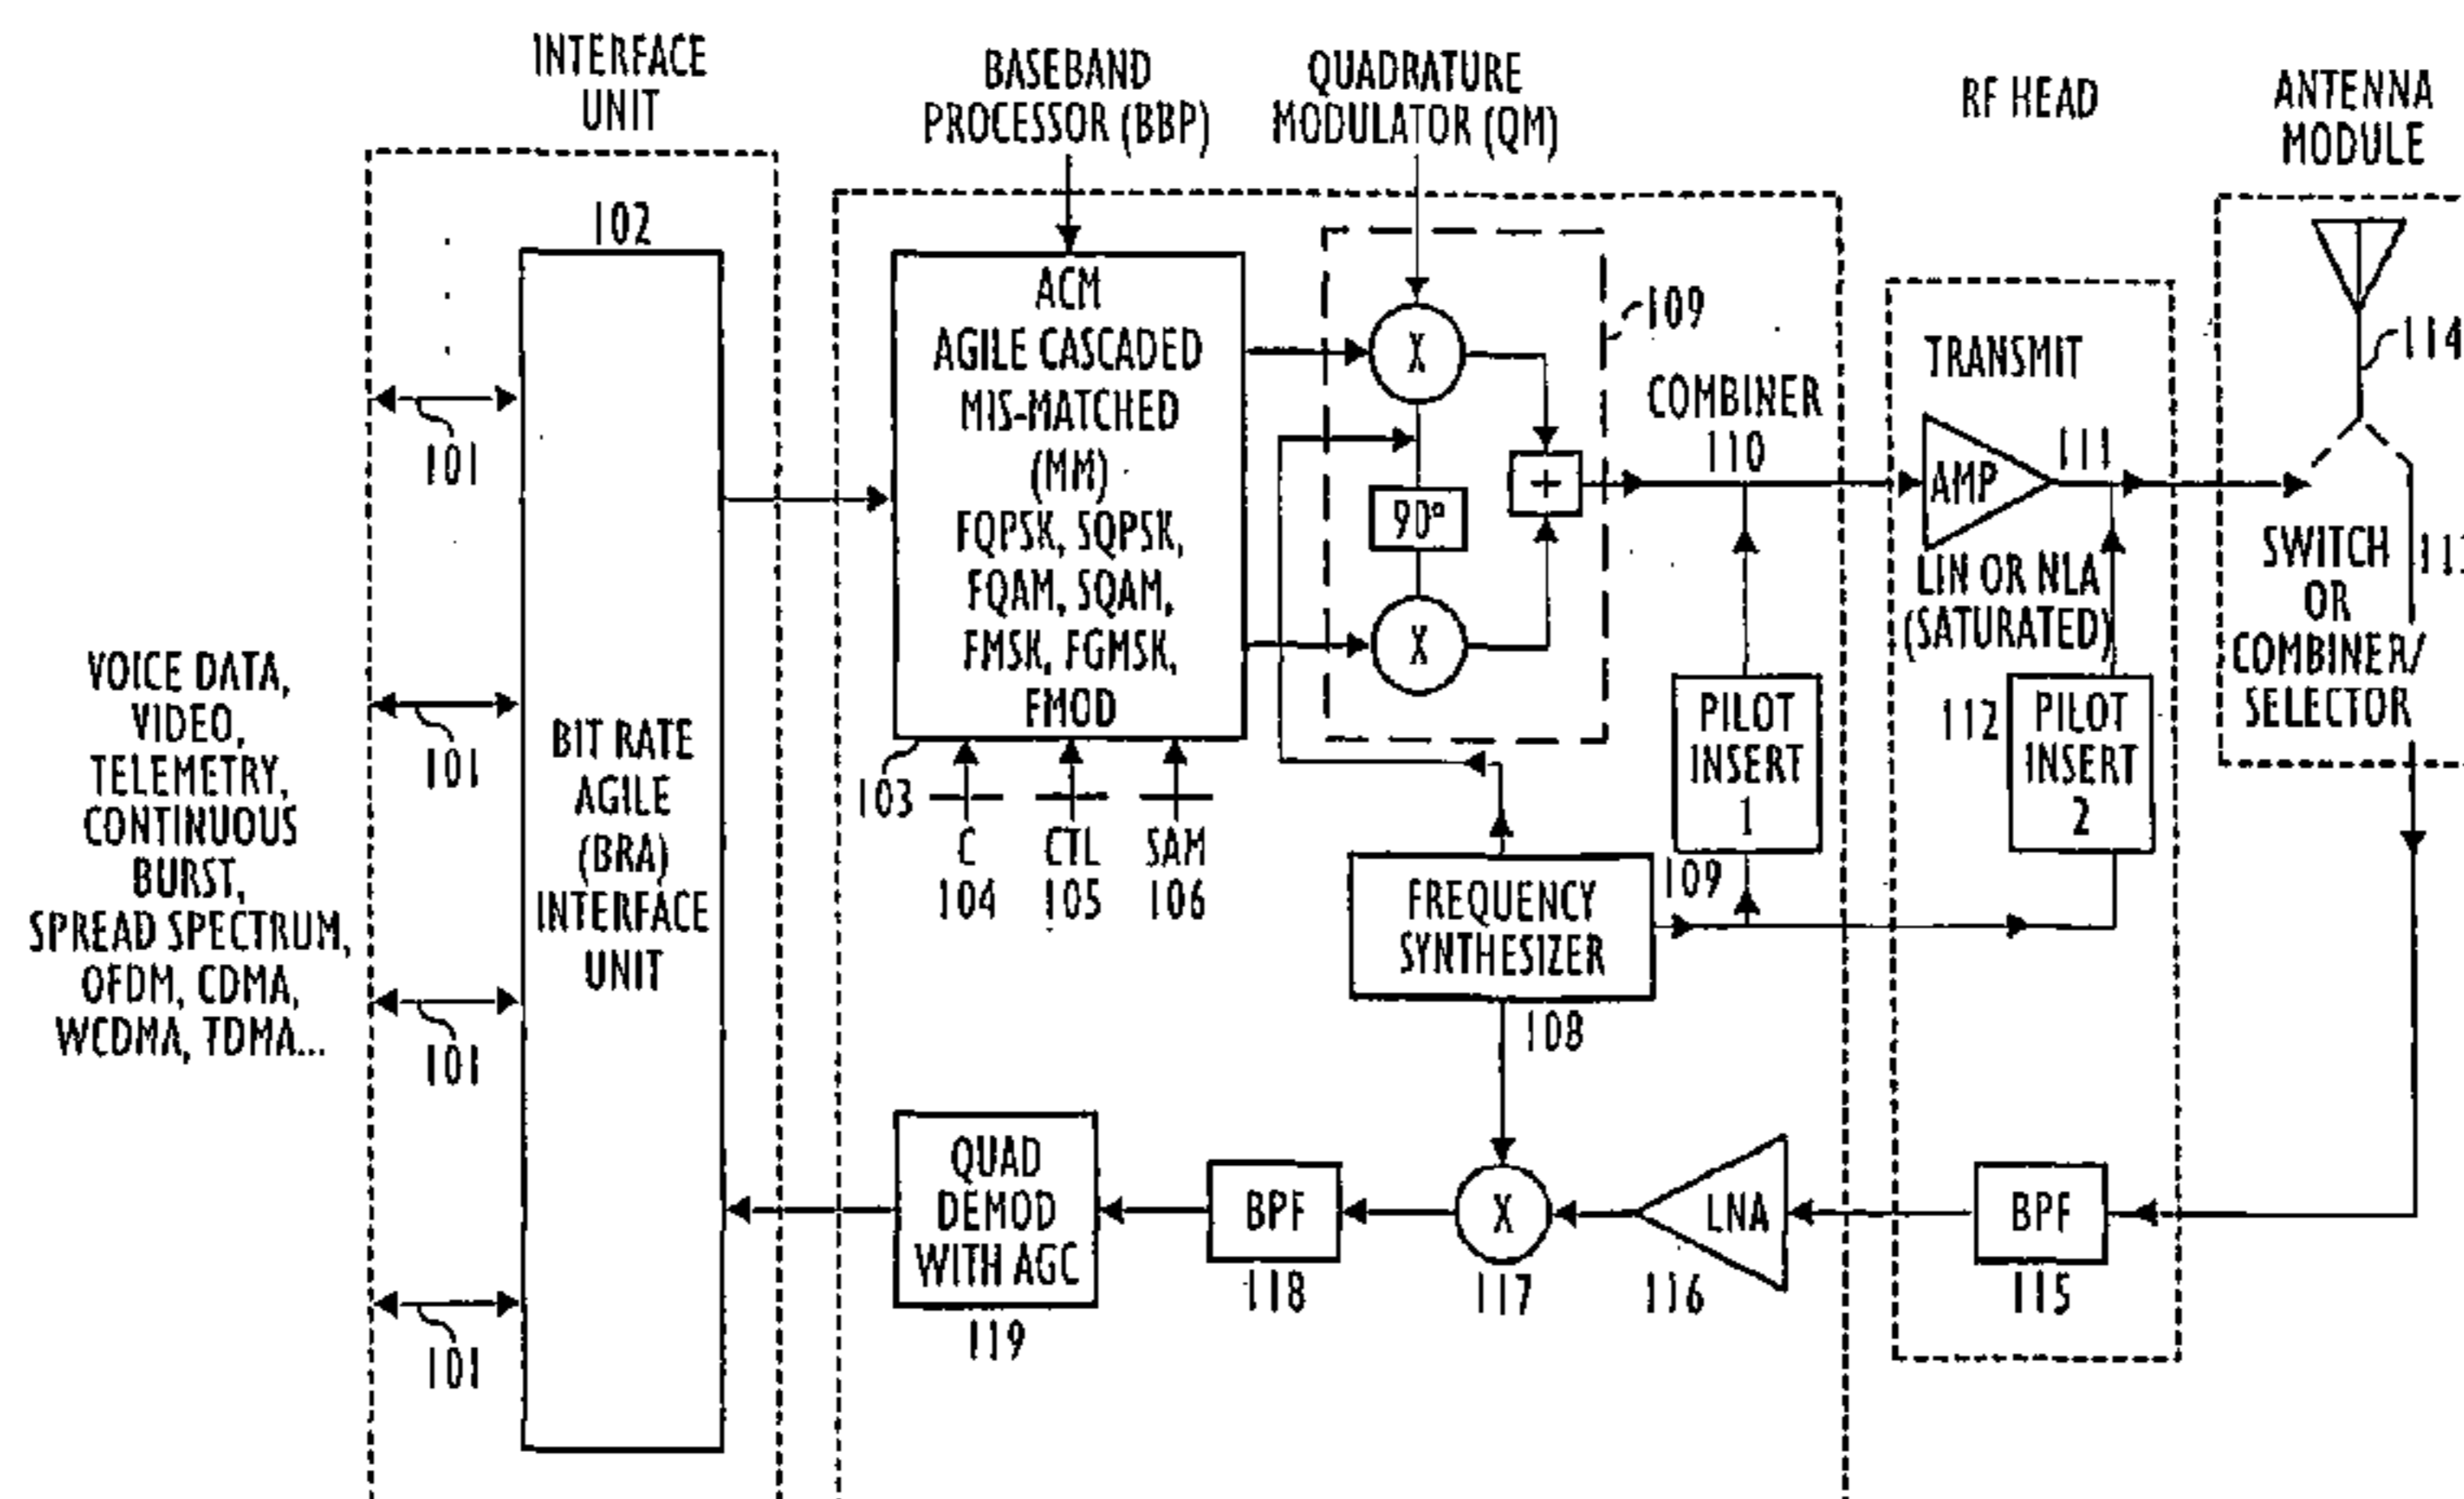 INTERFACE
UNIT
BASEBAND
PROCESSOR (BBP)
QUADRATURE
MODULATOR (QM)
RF HEAD
ANTENNA
MODULE
102
101
101
101
101
BIT RATE
AGILE
(BRA)
INTERFACE
UNIT
VOICE DATA,
VIDEO,
TELEMETRY,
CONTINUOUS
BURST,
SPREAD SPECTRUM,
OFDM, CDMA,
WCDMA, TDMA...
ACM
AGILE CASCADED
MIS-MATCHED
(MM)
FQPSK, SQPSK,
FQAM, SQAM,
FMSK, FGMSK,
FMOD
103
C
104
CTL
105
SAM
106
X
90°
X
+
109
COMBINER
110
PILOT
INSERT
1
109
FREQUENCY
SYNTHESIZER
108
TRANSMIT
AMP
111
LIN OR NLA
(SATURATED)
112
PILOT
INSERT
2
114
SWITCH
OR
COMBINER/
SELECTOR
QUAD
DEMOD
WITH AGC
119
BPF
118
X
117
LNA
116
BPF
115